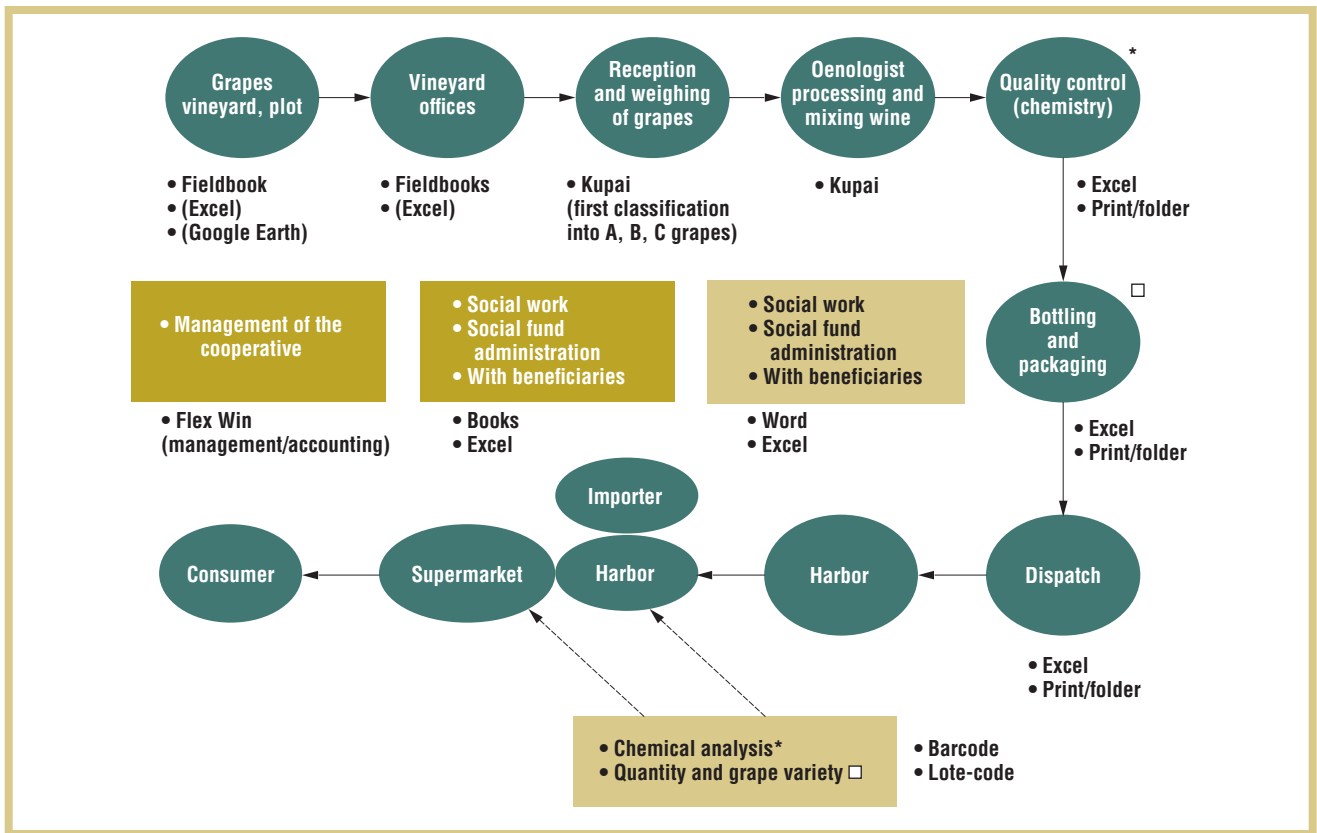 Grapes
vineyard, plot
Vineyard
offices
Reception
and weighing
of grapes
Oenologist
processing and
mixing wine
Quality control
(chemistry)
*
• Fieldbook
• (Excel)
• (Google Earth)
• Fieldbooks
• (Excel)
• Kupai
(first classification
into A, B, C grapes)
• Kupai
• Excel
• Print/folder
• Management of the
cooperative
• Social work
• Social fund
administration
• With beneficiaries
• Social work
• Social fund
administration
• With beneficiaries
Bottling
and
packaging
□
• Flex Win
(management/accounting)
• Books
• Excel
• Word
• Excel
• Excel
• Print/folder
Importer
Consumer
Supermarket
Harbor
Harbor
Dispatch
• Excel
• Print/folder
• Chemical analysis*
• Quantity and grape variety □
• Barcode
• Lote-code